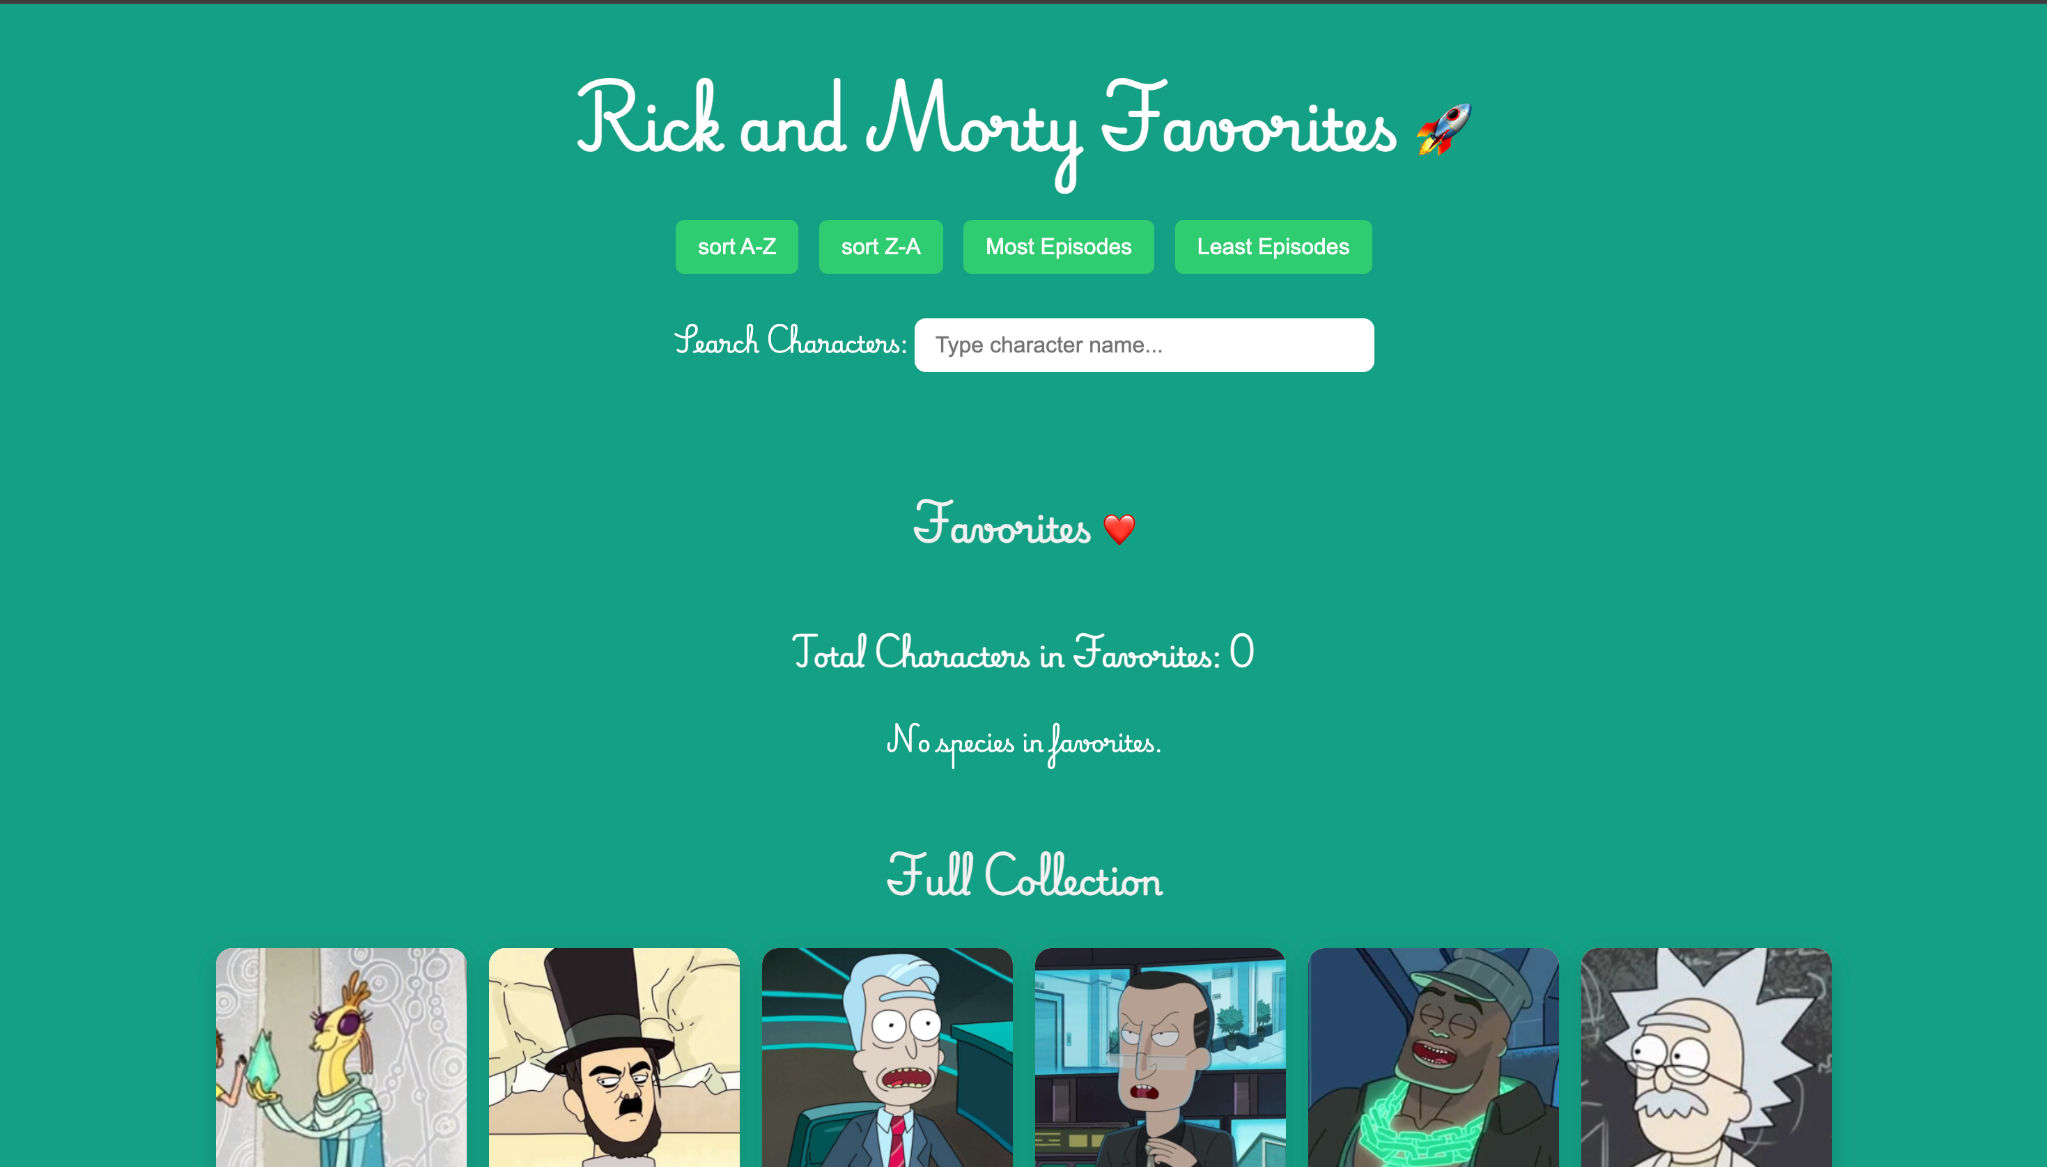 Rick and Morty Favorites 🚀
sort A-Z sort Z-A Most Episodes Least Episodes
Search Characters: Type character name...
Favorites ❤️
Total Characters in Favorites: 0
No species in favorites.
Full Collection